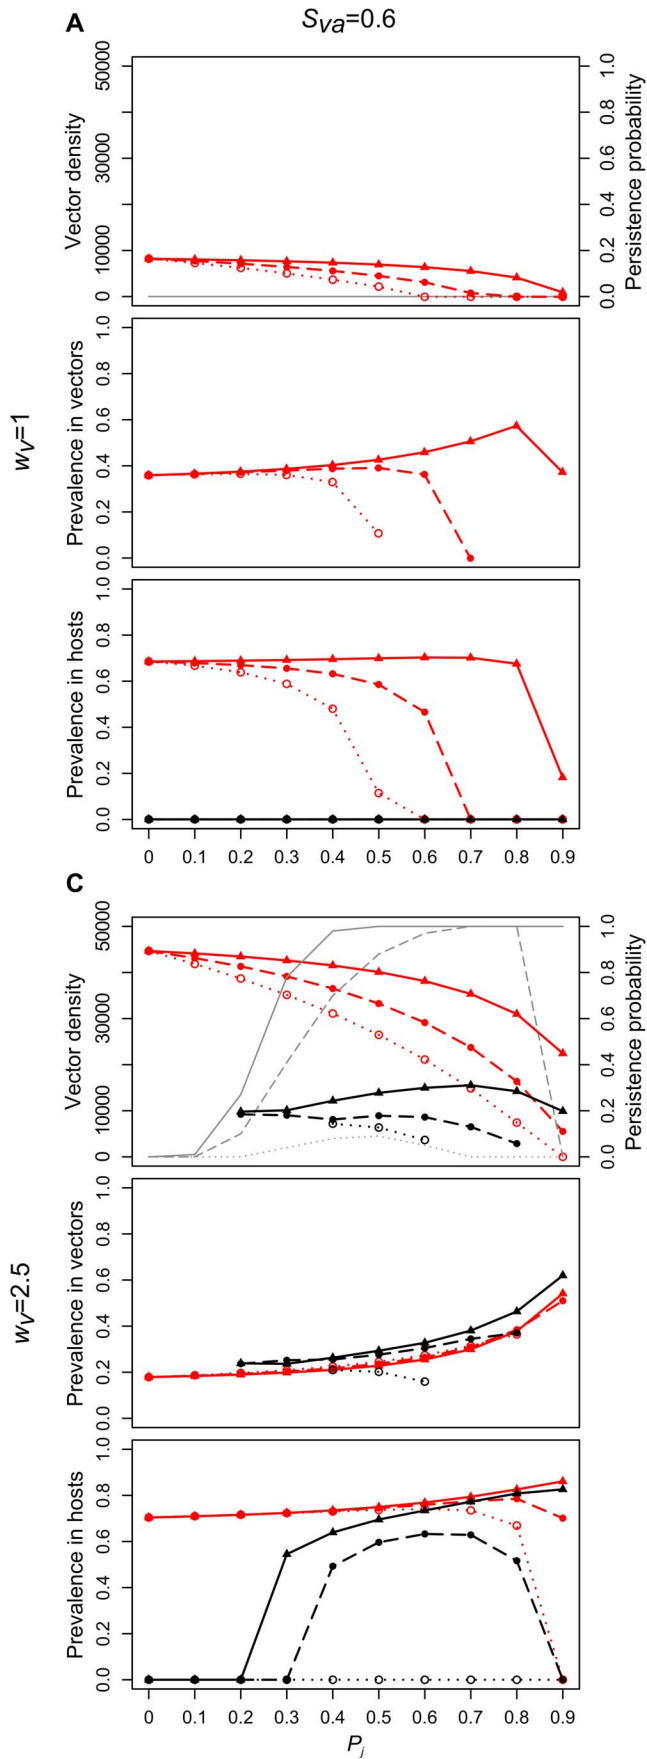 A
S_va=0.6
w_V=1
Vector density
0
10000
30000
50000
Persistence probability
0.0
0.2
0.4
0.6
0.8
1.0
Prevalence in vectors
0.0
0.2
0.4
0.6
0.8
1.0
Prevalence in hosts
0.0
0.2
0.4
0.6
0.8
1.0
0 0.1 0.2 0.3 0.4 0.5 0.6 0.7 0.8 0.9
C
w_V=2.5
Vector density
0
10000
30000
50000
Persistence probability
0.0
0.2
0.4
0.6
0.8
1.0
Prevalence in vectors
0.0
0.2
0.4
0.6
0.8
1.0
Prevalence in hosts
0.0
0.2
0.4
0.6
0.8
1.0
0 0.1 0.2 0.3 0.4 0.5 0.6 0.7 0.8 0.9
P_j